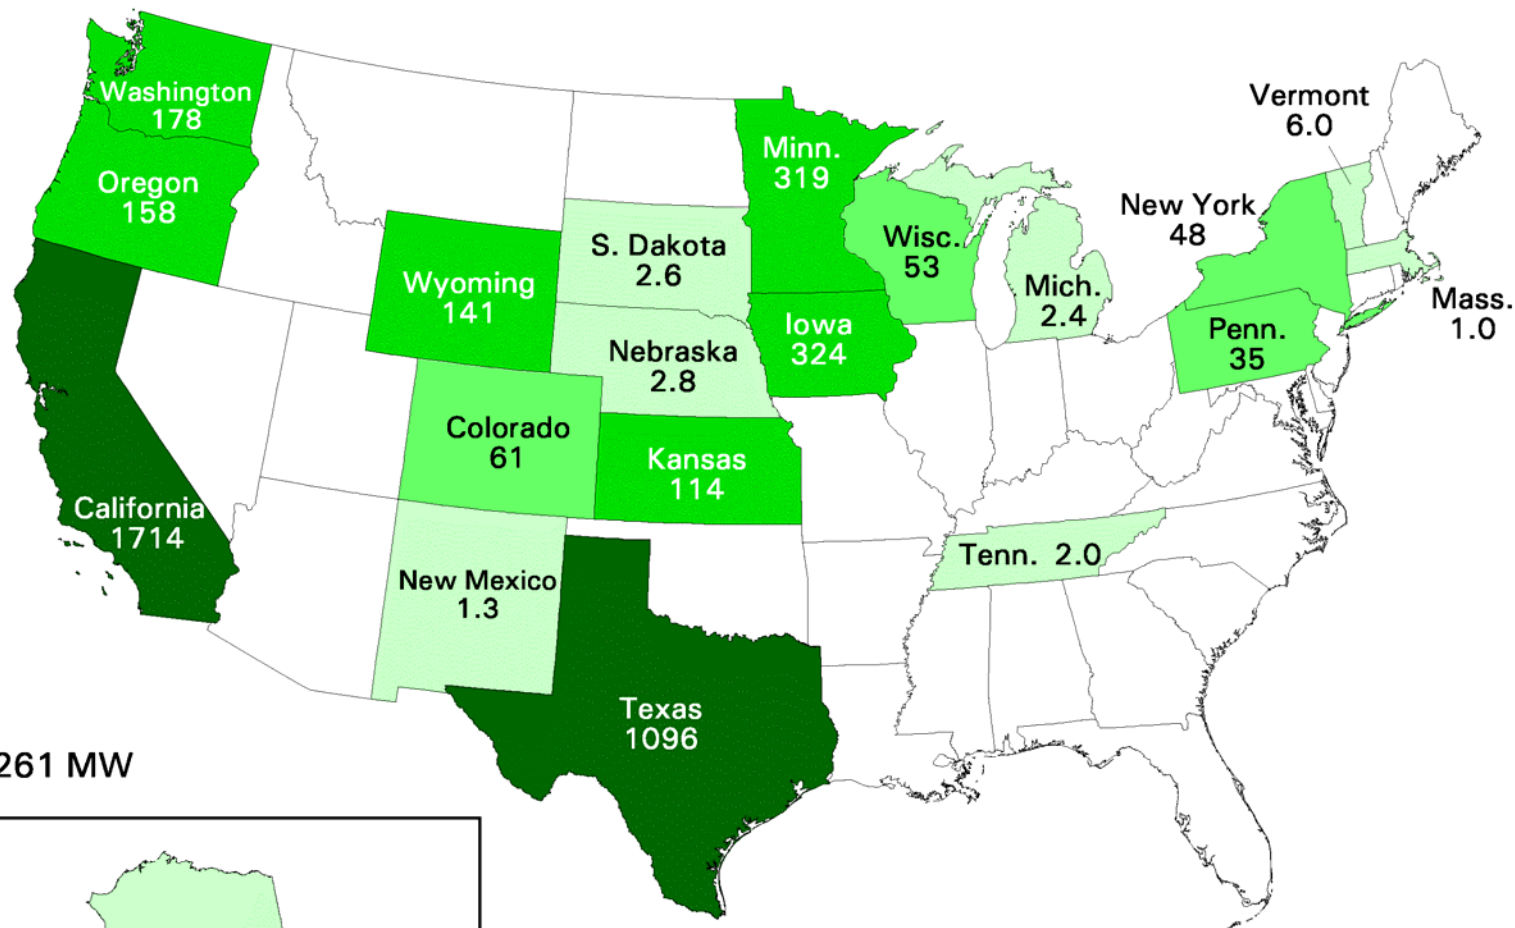 Washington
178
Oregon
158
California
1714
Wyoming
141
Colorado
61
New Mexico
1.3
S. Dakota
2.6
Nebraska
2.8
Kansas
114
Texas
1096
Minn.
319
Iowa
324
Wisc.
53
Mich.
2.4
Tenn. 2.0
Vermont
6.0
New York
48
Penn.
35
Mass.
1.0
261 MW